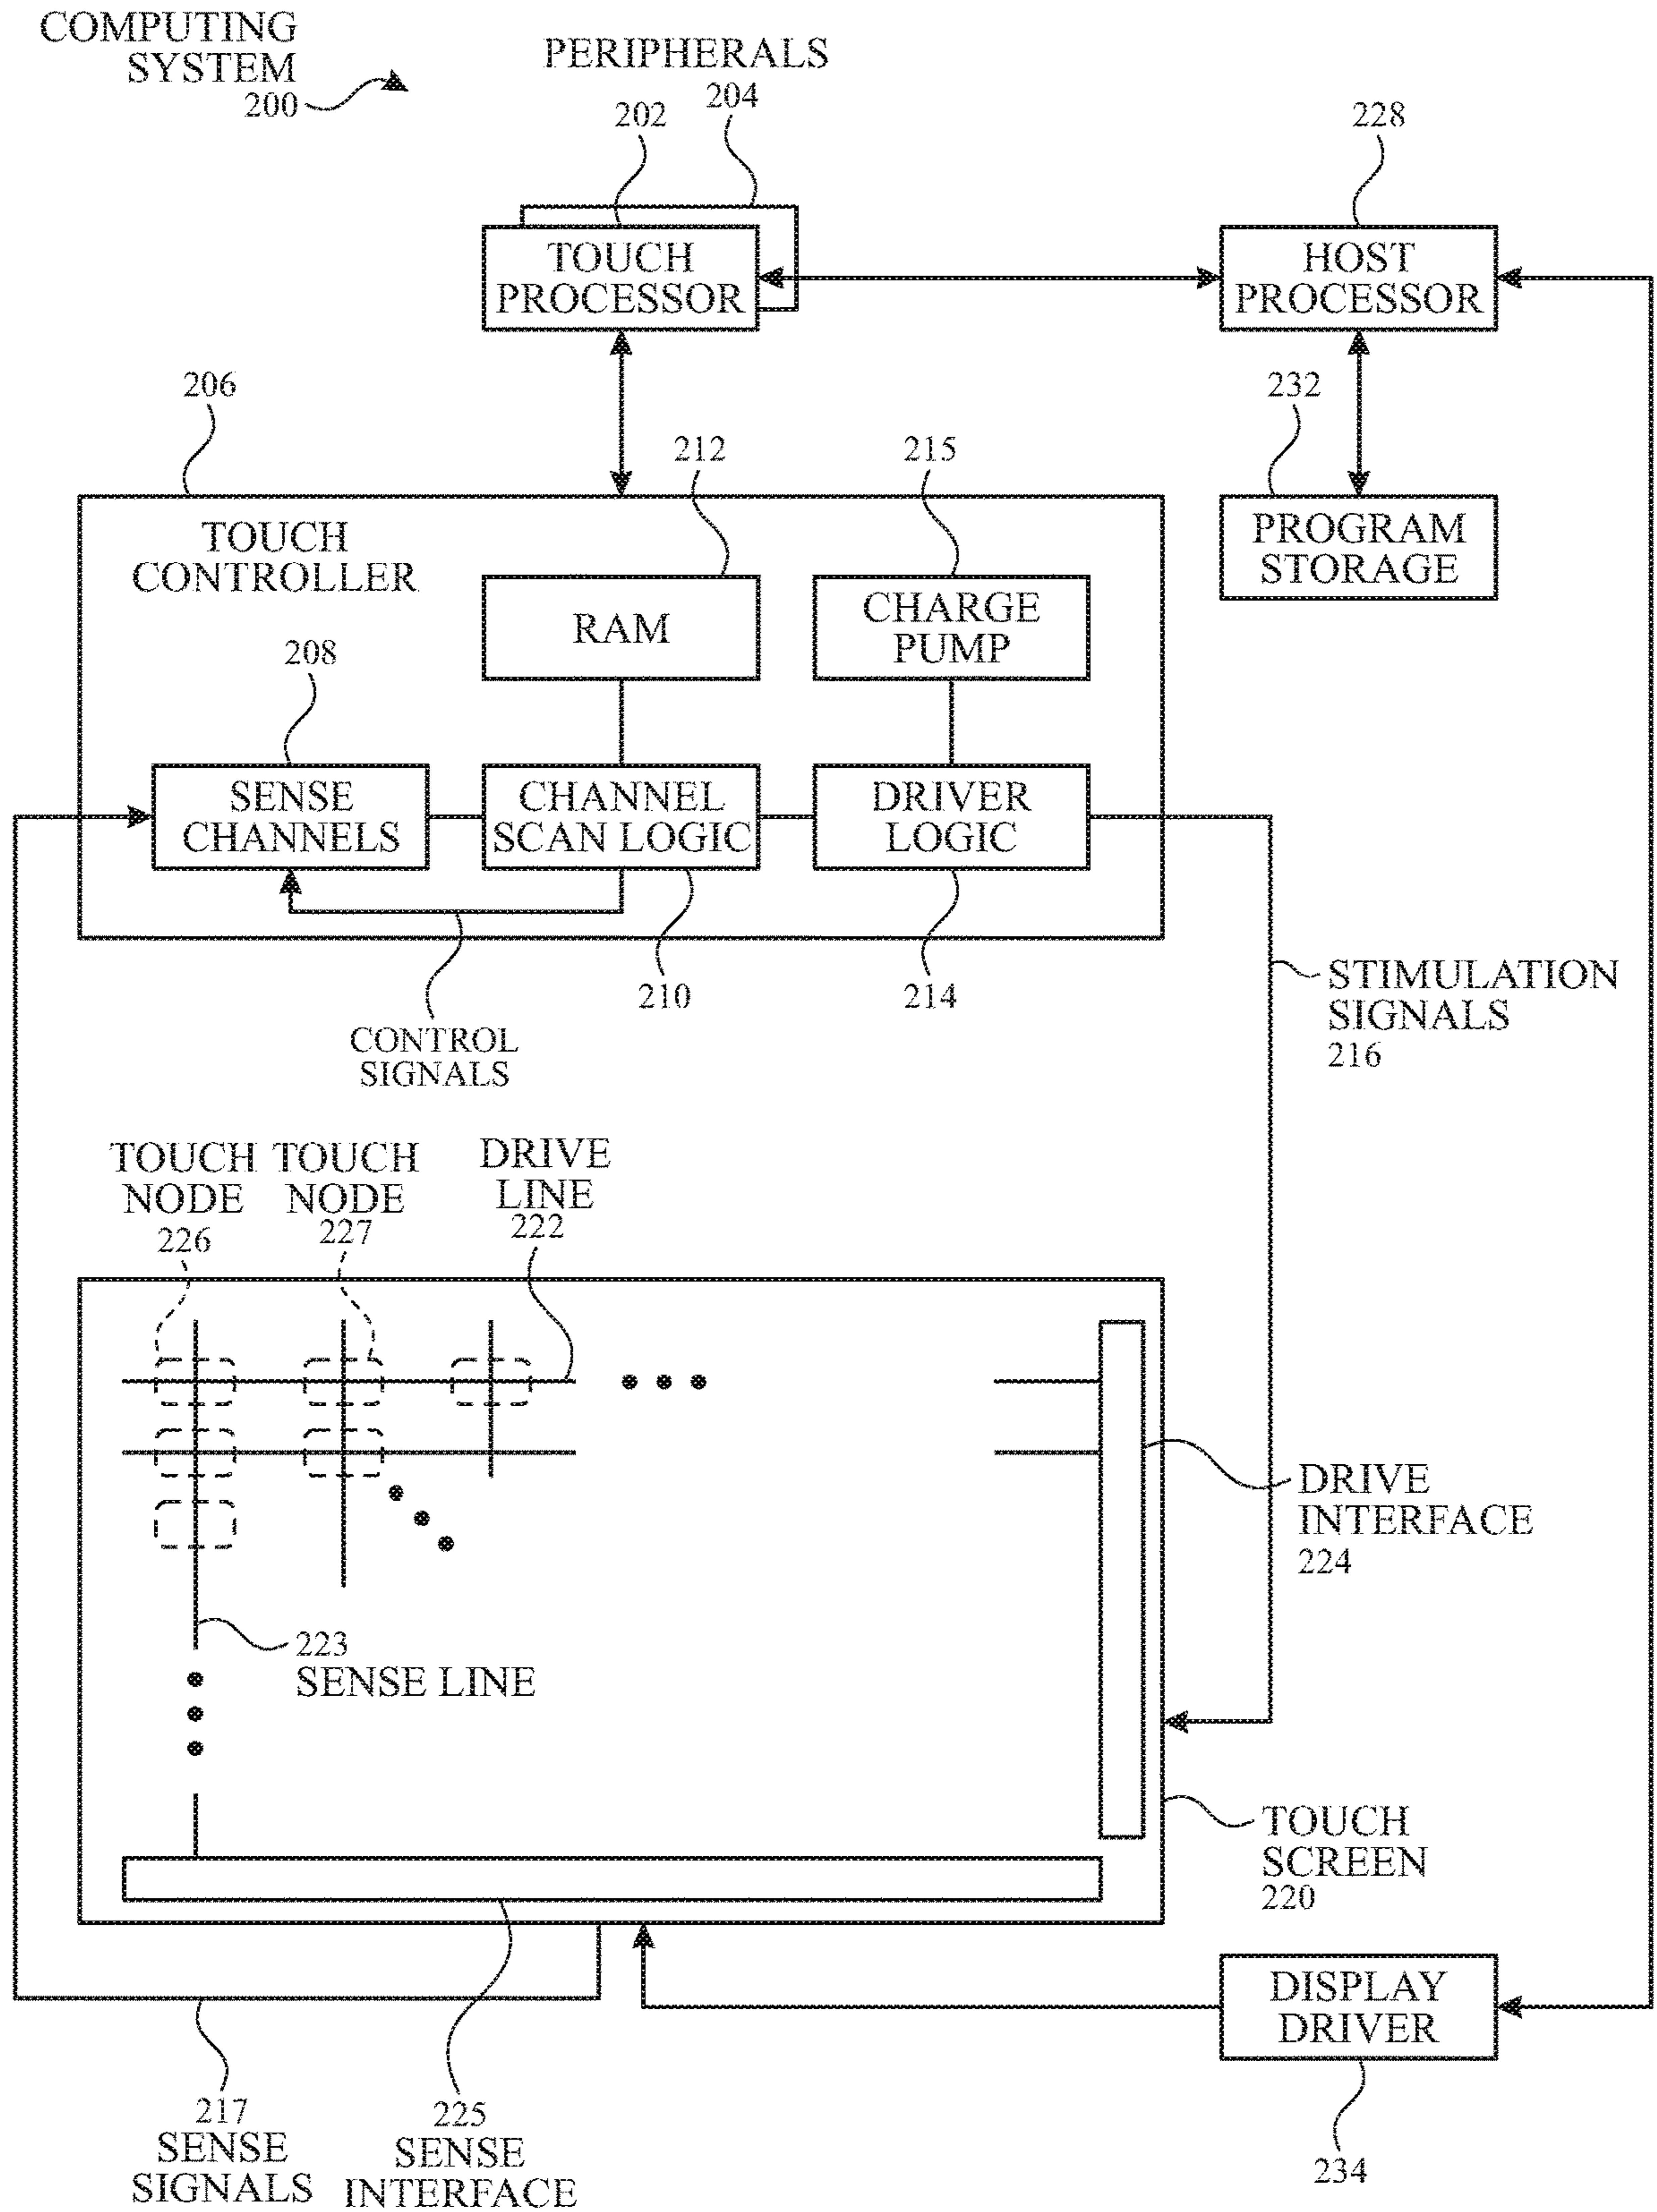 COMPUTING
SYSTEM
200
PERIPHERALS
204
202
228
TOUCH
PROCESSOR
HOST
PROCESSOR
206
212
215
232
TOUCH
CONTROLLER
RAM
CHARGE
PUMP
PROGRAM
STORAGE
208
SENSE
CHANNELS
CHANNEL
SCAN LOGIC
DRIVER
LOGIC
210
214
CONTROL
SIGNALS
STIMULATION
SIGNALS
216
TOUCH
NODE
226
TOUCH
NODE
227
DRIVE
LINE
222
DRIVE
INTERFACE
224
223
SENSE LINE
TOUCH
SCREEN
220
DISPLAY
DRIVER
217
SENSE
SIGNALS
225
SENSE
INTERFACE
234